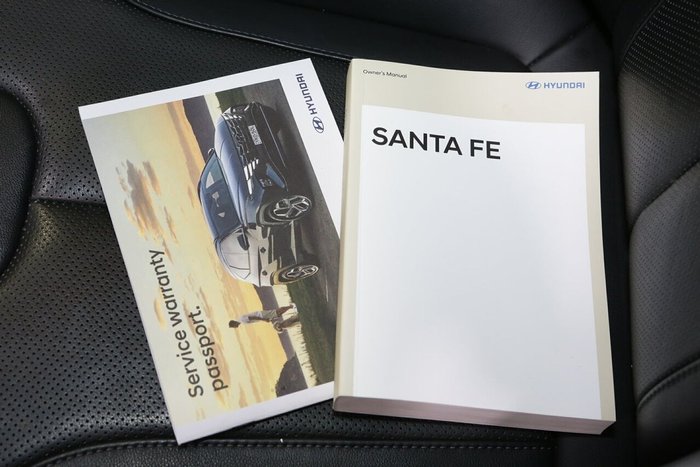 HYUNDAI
Service warranty
passport.
Owner's Manual
HYUNDAI
SANTA FE